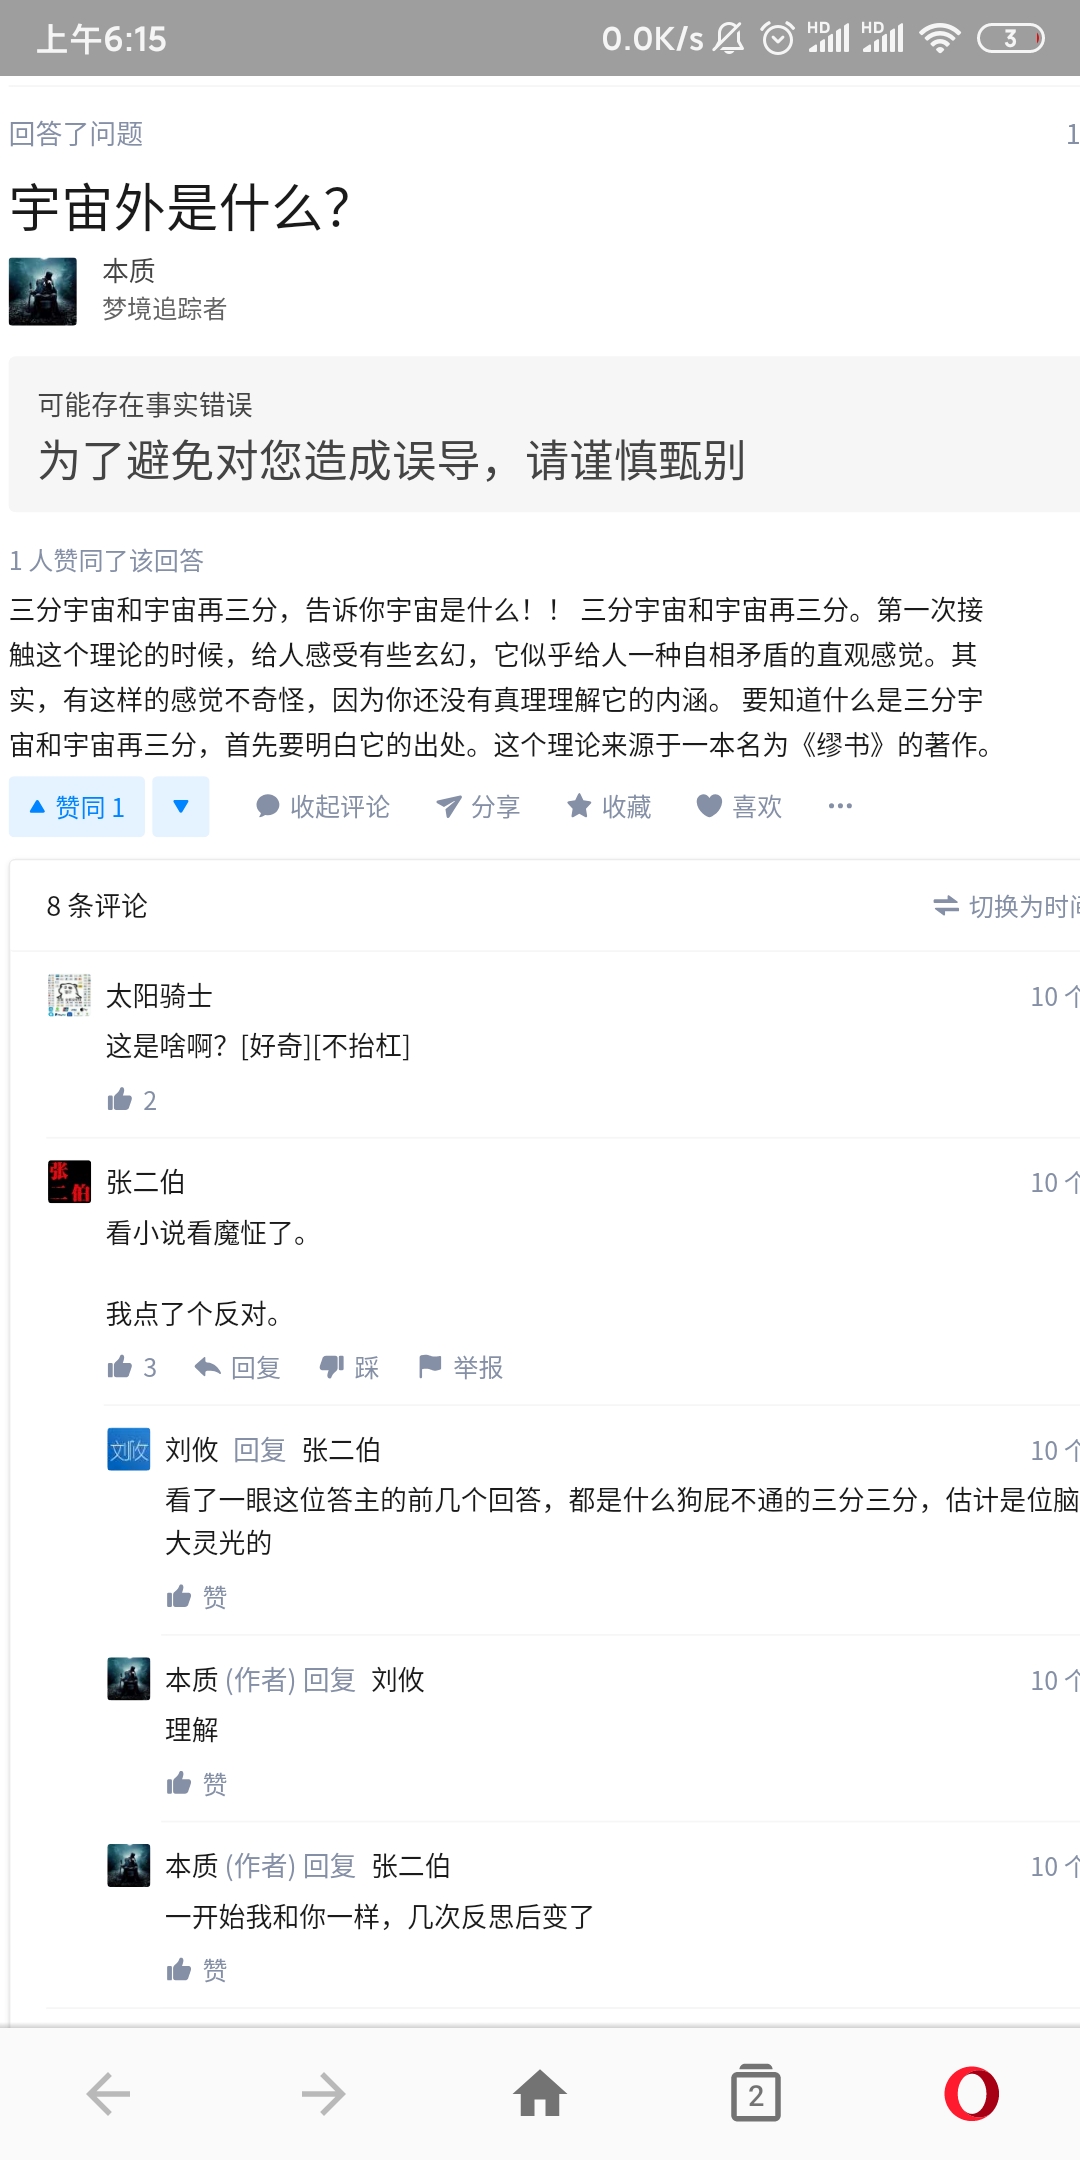 上午6:15
0.0K/s HD HD 3
回答了问题 1
宇宙外是什么？
本质
梦境追踪者
可能存在事实错误
为了避免对您造成误导，请谨慎甄别
1 人赞同了该回答
三分宇宙和宇宙再三分，告诉你宇宙是什么！！ 三分宇宙和宇宙再三分。第一次接
触这个理论的时候，给人感受有些玄幻，它似乎给人一种自相矛盾的直观感觉。其
实，有这样的感觉不奇怪，因为你还没有真理理解它的内涵。 要知道什么是三分宇
宙和宇宙再三分，首先要明白它的出处。这个理论来源于一本名为《缪书》的著作。
赞同 1 收起评论 分享 收藏 喜欢 ···
8 条评论 切换为时间
太阳骑士 10 个
这是啥啊？[好奇][不抬杠]
2
张二伯
张二伯 10 个
看小说看魔怔了。
我点了个反对。
3 回复 踩 举报
刘攸
刘攸 回复 张二伯 10 个
看了一眼这位答主的前几个回答，都是什么狗屁不通的三分三分，估计是位脑
大灵光的
赞
本质 (作者) 回复 刘攸 10 个
理解
赞
本质 (作者) 回复 张二伯 10 个
一开始我和你一样，几次反思后变了
赞
2